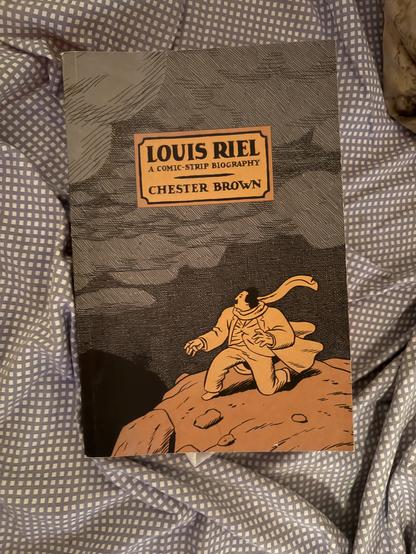 LOUIS RIEL
A COMIC-STRIP BIOGRAPHY
CHESTER BROWN